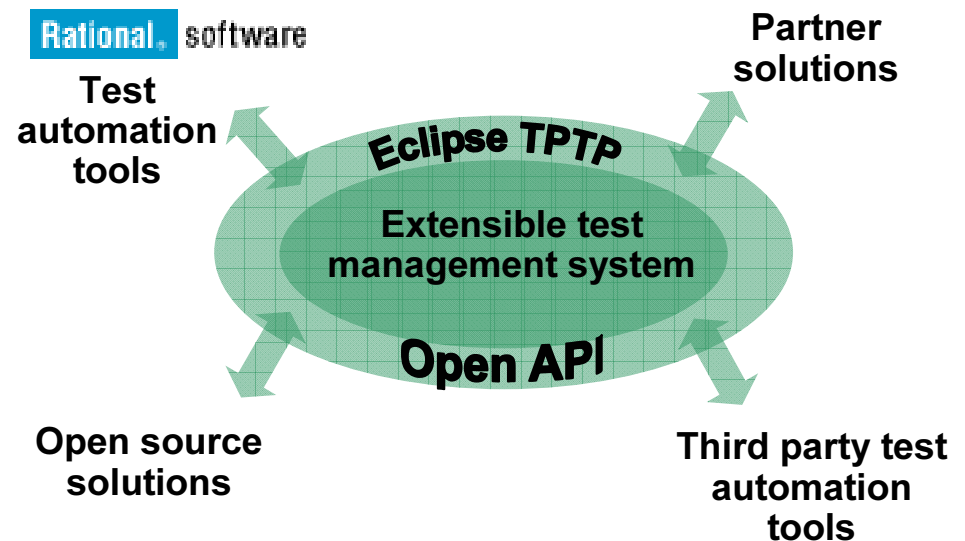 Rational® software
Test
automation
tools
Partner
solutions
Eclipse TPTP
Extensible test
management system
Open API
Open source
solutions
Third party test
automation
tools